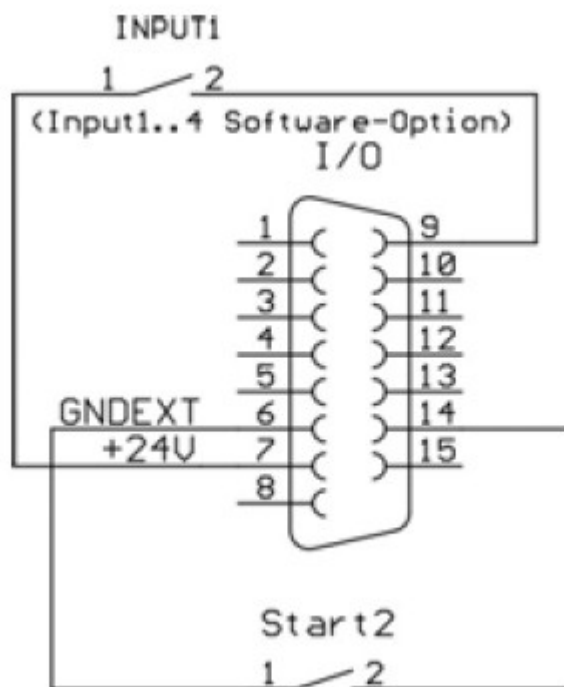 INPUT1
1 2
(Input1..4 Software-Option)
I/O
1 9
2 10
3 11
4 12
5 13
GNDEXT 6 14
+24V 7 15
8
Start2
1 2